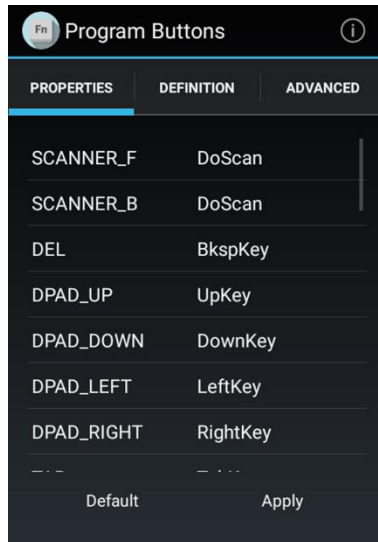 Fn Program Buttons
PROPERTIES DEFINITION ADVANCED
SCANNER_F DoScan
SCANNER_B DoScan
DEL BkspKey
DPAD_UP UpKey
DPAD_DOWN DownKey
DPAD_LEFT LeftKey
DPAD_RIGHT RightKey
Default Apply